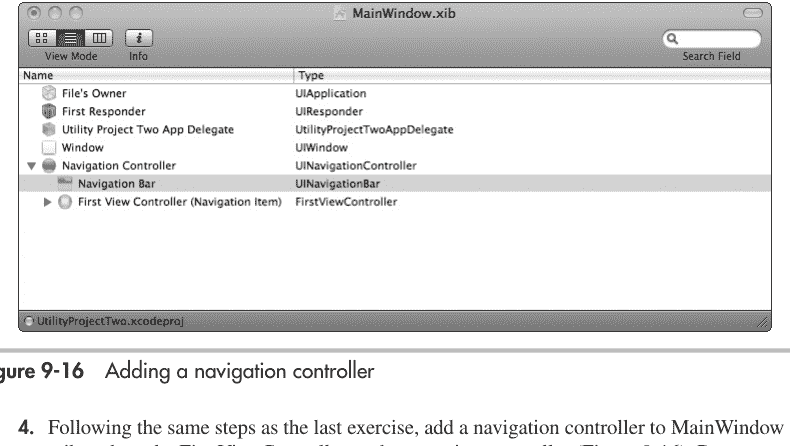 MainWindow.xib
View Mode Info Search Field
Name Type
File's Owner UIApplication
First Responder UIResponder
Utility Project Two App Delegate UtilityProjectTwoAppDelegate
Window UIWindow
Navigation Controller UINavigationController
Navigation Bar UINavigationBar
First View Controller (Navigation Item) FirstViewController
UtilityProjectTwo.xcodeproj
gure 9-16 Adding a navigation controller
4. Following the same steps as the last exercise, add a navigation controller to MainWindow